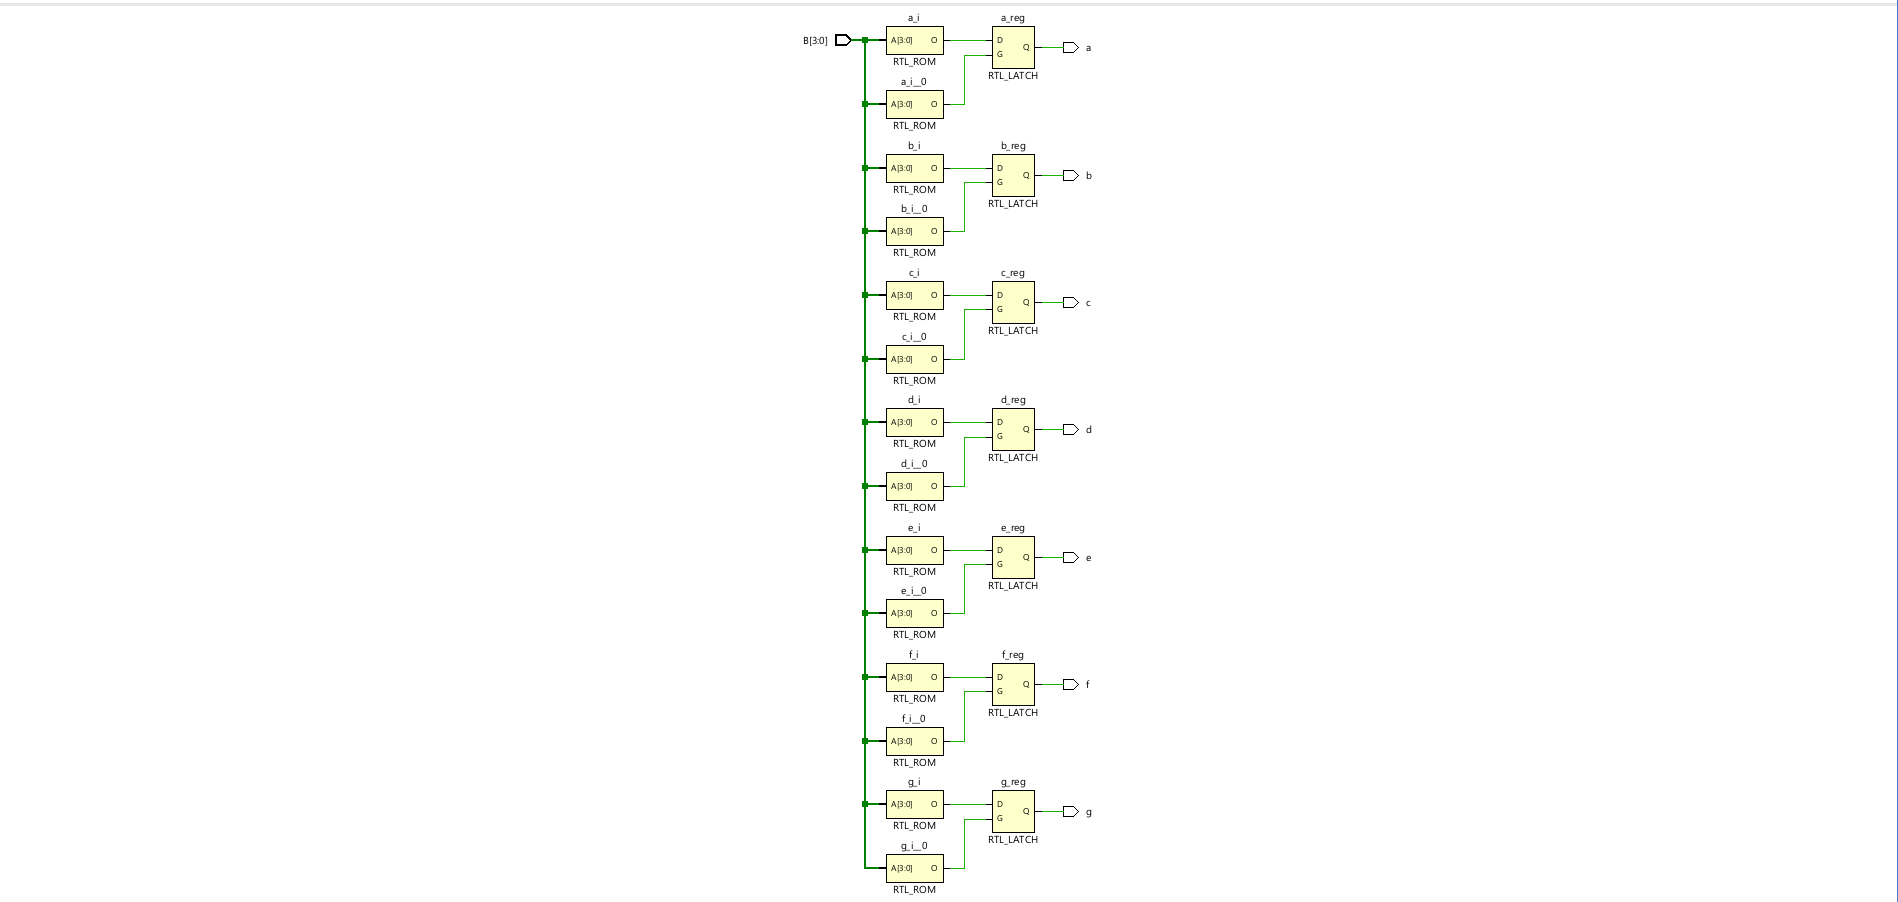 a_i
a_reg
B[3:0]
A[3:0] O
D
G
Q
a
RTL_ROM
RTL_LATCH
a_i__0
A[3:0] O
RTL_ROM
b_i
b_reg
A[3:0] O
D
G
Q
b
RTL_ROM
RTL_LATCH
b_i__0
A[3:0] O
RTL_ROM
c_i
c_reg
A[3:0] O
D
G
Q
c
RTL_ROM
RTL_LATCH
c_i__0
A[3:0] O
RTL_ROM
d_i
d_reg
A[3:0] O
D
G
Q
d
RTL_ROM
RTL_LATCH
d_i__0
A[3:0] O
RTL_ROM
e_i
e_reg
A[3:0] O
D
G
Q
e
RTL_ROM
RTL_LATCH
e_i__0
A[3:0] O
RTL_ROM
f_i
f_reg
A[3:0] O
D
G
Q
f
RTL_ROM
RTL_LATCH
f_i__0
A[3:0] O
RTL_ROM
g_i
g_reg
A[3:0] O
D
G
Q
g
RTL_ROM
RTL_LATCH
g_i__0
A[3:0] O
RTL_ROM